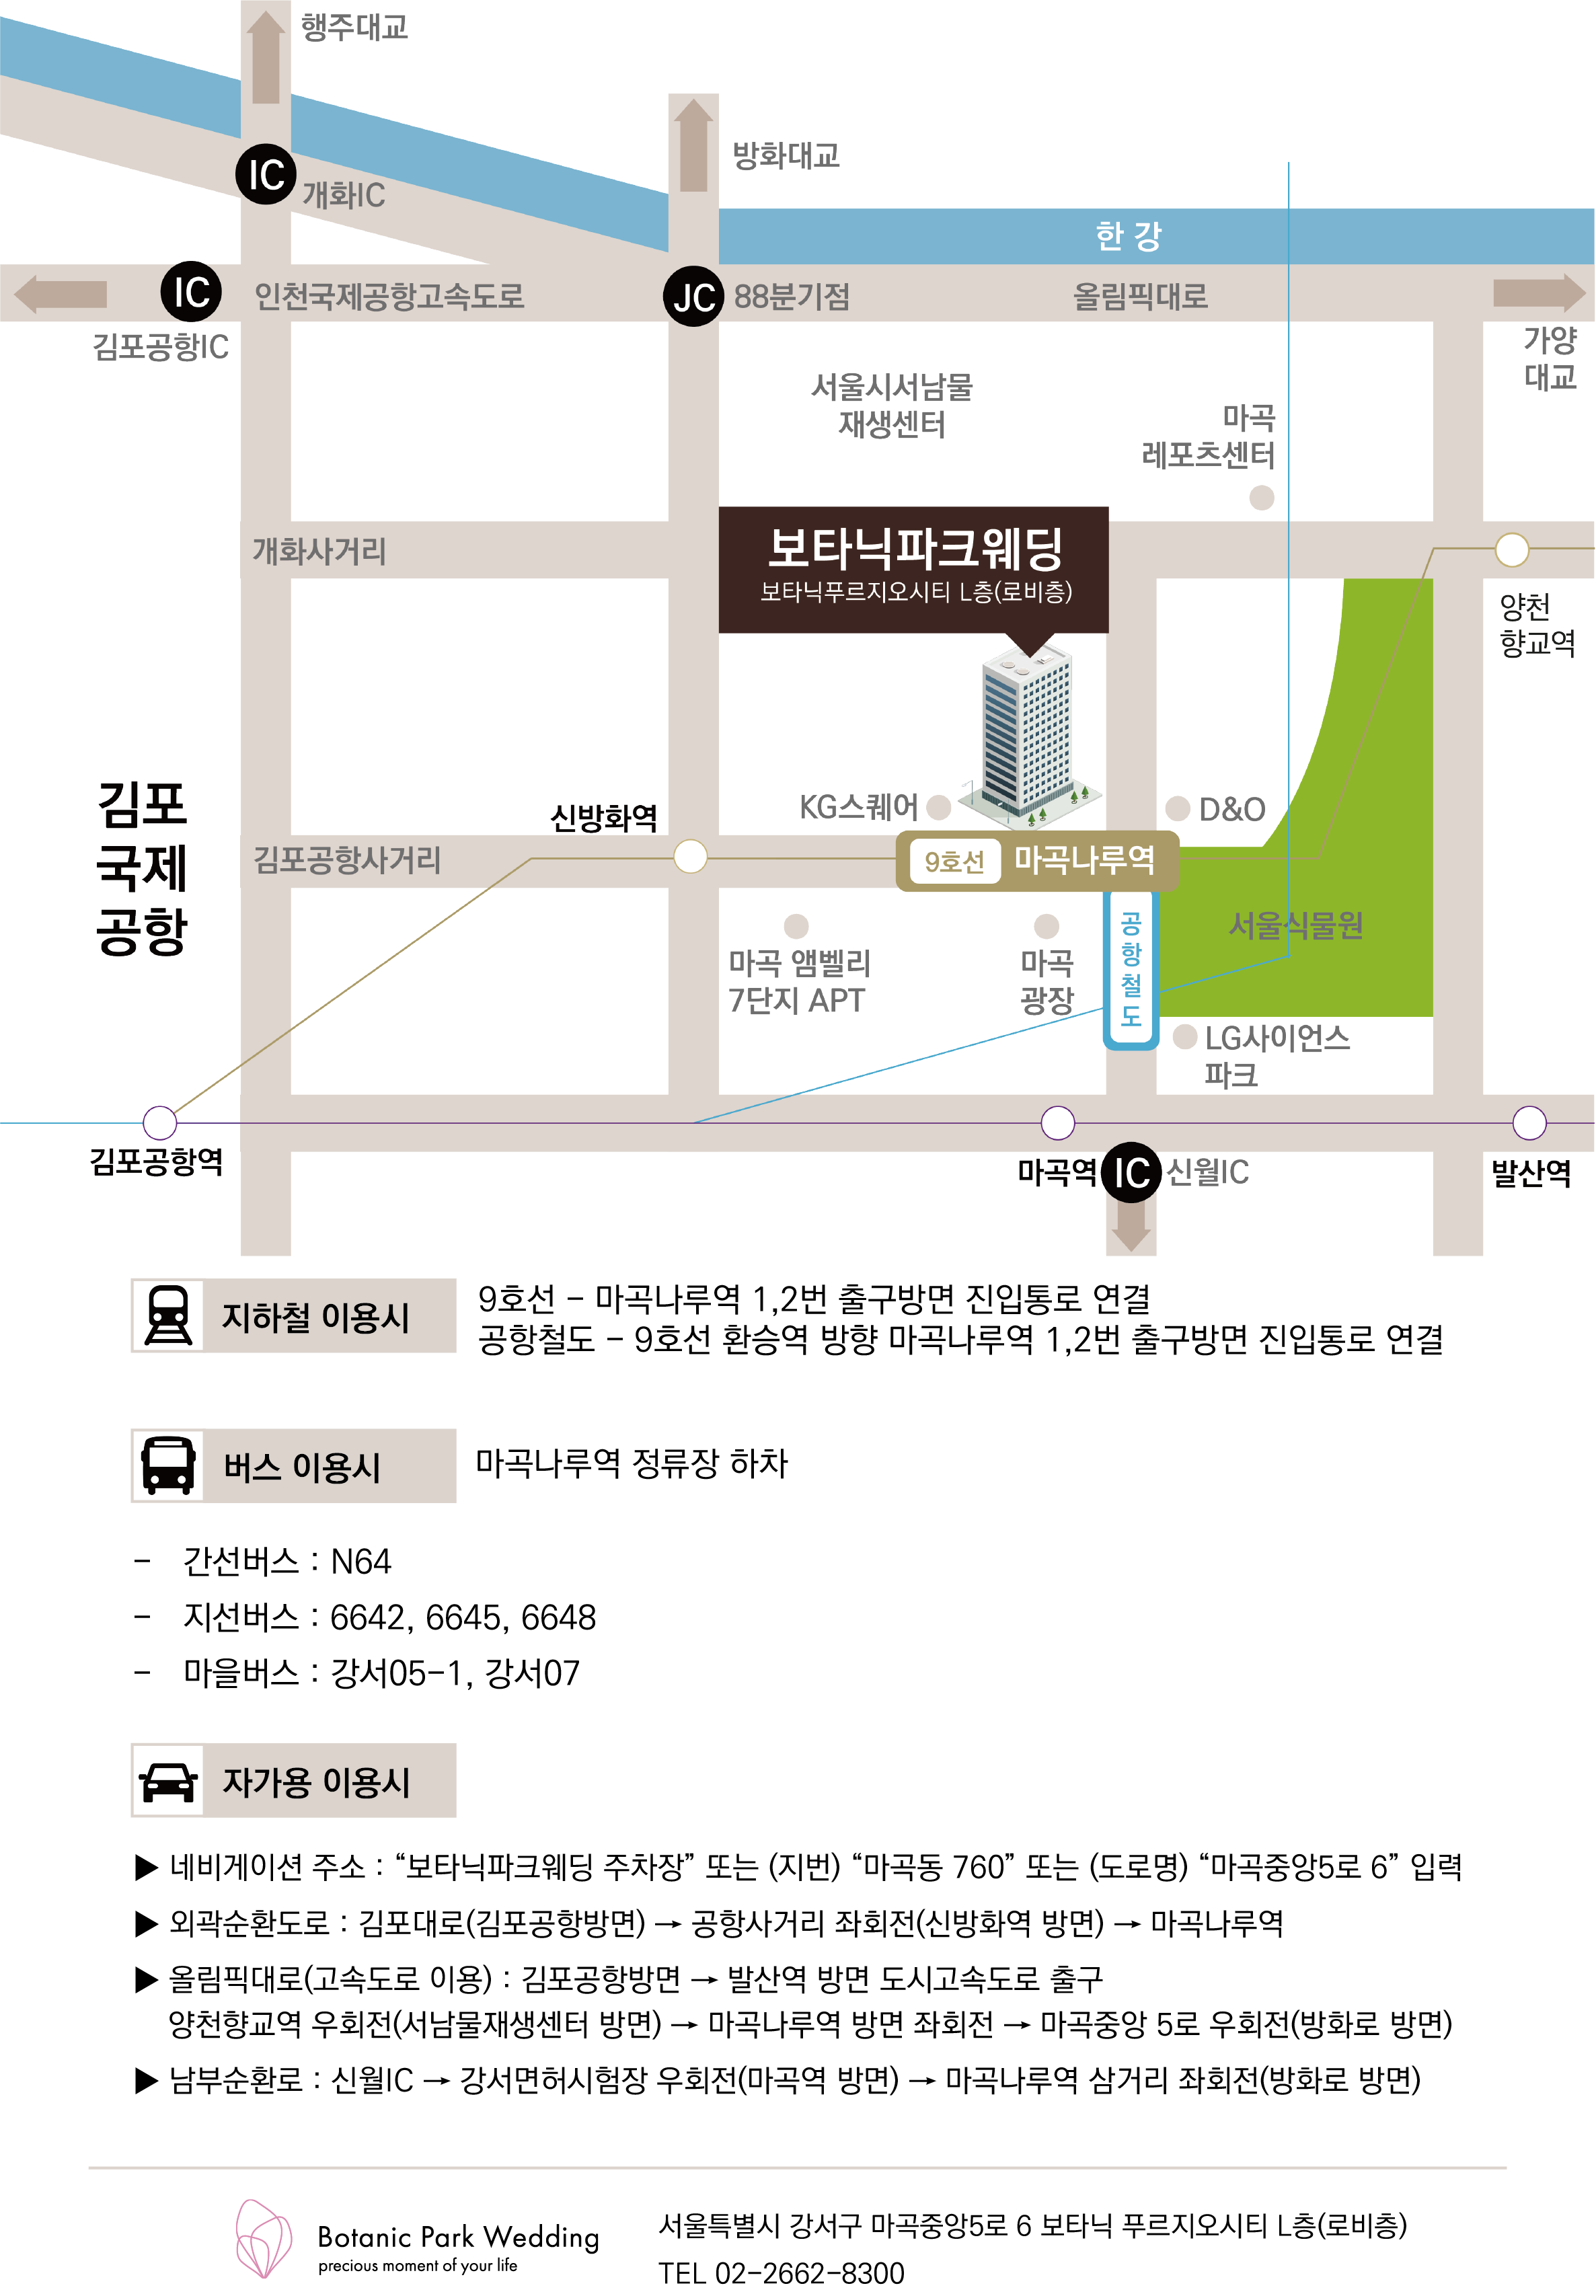 행주대교
방화대교
IC
개화IC
한 강
IC
인천국제공항고속도로
JC
88분기점
올림픽대로
김포공항IC
가양
대교
서울시서남물
재생센터
마곡
레포츠센터
개화사거리
보타닉파크웨딩
보타닉푸르지오시티 L층(로비층)
양천
향교역
김포
국제
공항
신방화역
KG스퀘어
D&O
김포공항사거리
9호선 마곡나루역
공
항
철
도
서울식물원
마곡 앰벨리
7단지 APT
마곡
광장
LG사이언스
파크
김포공항역
마곡역
IC
신월IC
발산역
지하철 이용시
9호선 – 마곡나루역 1,2번 출구방면 진입통로 연결
공항철도 – 9호선 환승역 방향 마곡나루역 1,2번 출구방면 진입통로 연결
버스 이용시
마곡나루역 정류장 하차
- 간선버스 : N64
- 지선버스 : 6642, 6645, 6648
- 마을버스 : 강서05-1, 강서07
자가용 이용시
▶ 네비게이션 주소 : “보타닉파크웨딩 주차장” 또는 (지번) “마곡동 760” 또는 (도로명) “마곡중앙5로 6” 입력
▶ 외곽순환도로 : 김포대로(김포공항방면) → 공항사거리 좌회전(신방화역 방면) → 마곡나루역
▶ 올림픽대로(고속도로 이용) : 김포공항방면 → 발산역 방면 도시고속도로 출구
양천향교역 우회전(서남물재생센터 방면) → 마곡나루역 방면 좌회전 → 마곡중앙 5로 우회전(방화로 방면)
▶ 남부순환로 : 신월IC → 강서면허시험장 우회전(마곡역 방면) → 마곡나루역 삼거리 좌회전(방화로 방면)
Botanic Park Wedding
precious moment of your life
서울특별시 강서구 마곡중앙5로 6 보타닉 푸르지오시티 L층(로비층)
TEL 02-2662-8300